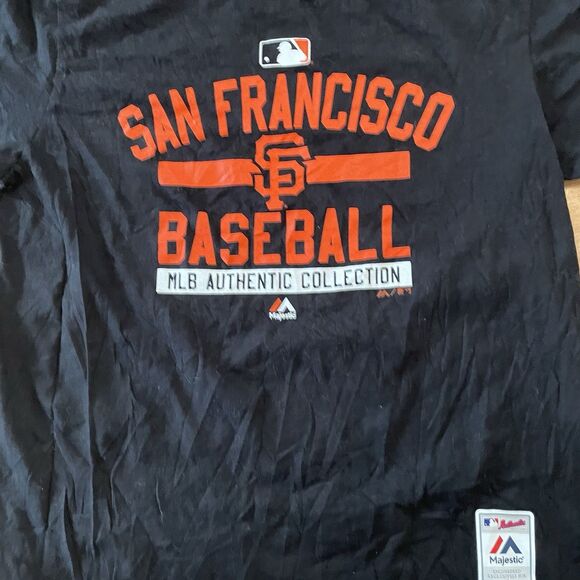 SAN FRANCISCO
SF
BASEBALL
MLB AUTHENTIC COLLECTION
Majestic
Authentic
Majestic